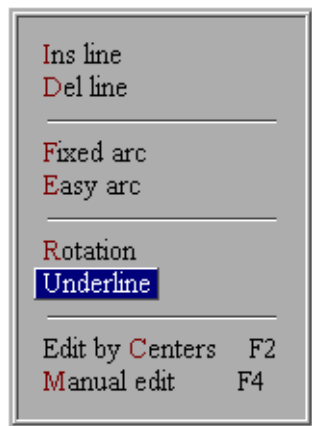 Ins line
Del line
Fixed arc
Easy arc
Rotation
Underline
Edit by Centers F2
Manual edit F4